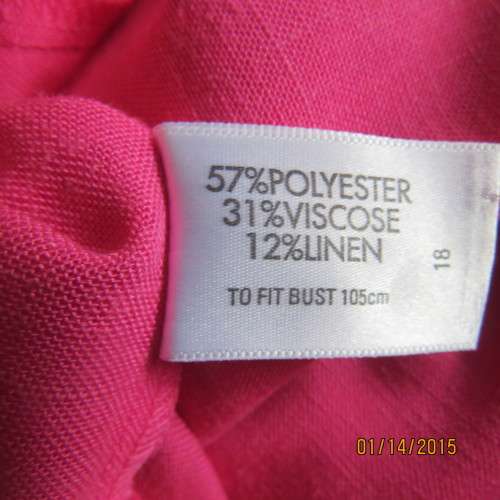 57%POLYESTER
31%VISCOSE
12%LINEN
18
TO FIT BUST 105cm
01/14/2015